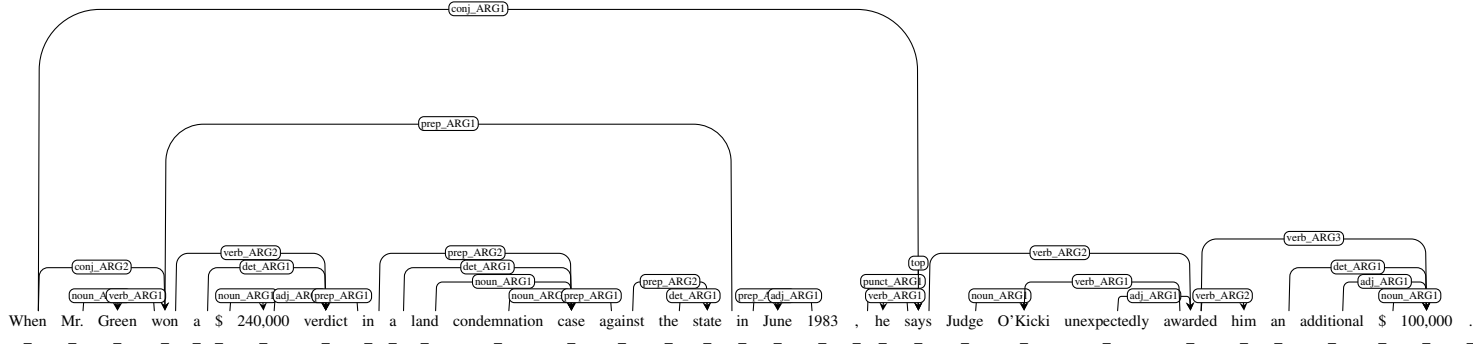 conj_ARG1
prep_ARG1
verb_ARG3
verb_ARG2 prep_ARG2 verb_ARG2
conj_ARG2 det_ARG1 det_ARG1 top det_ARG1
noun_ARG1 prep_ARG2 punct_ARG1 verb_ARG1 adj_ARG1
verb_ARG1 prep_ARG1 prep_ARG1 det_ARG1 adj_ARG1 verb_ARG1 noun_ARG1 adj_ARG1 verb_ARG2 noun_ARG1
When Mr. Green won a $ 240,000 verdict in a land condemnation case against the state in June 1983 , he says Judge O'Kicki unexpectedly awarded him an additional $ 100,000 .
_ _ _ _ _ _ _ _ _ _ _ _ _ _ _ _ _ _ _ _ _ _ _ _ _ _ _ _ _ _ _ _